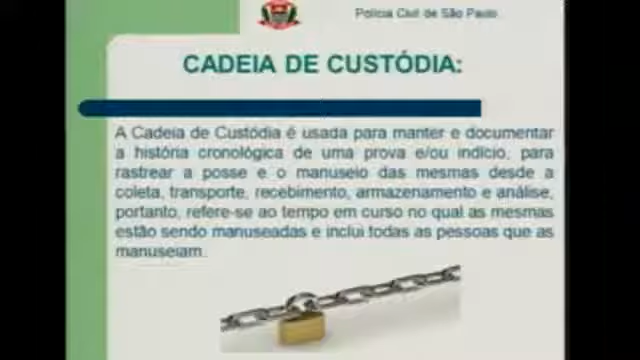 Polícia Civil de São Paulo
CADEIA DE CUSTÓDIA:
A Cadeia de Custódia é usada para manter e documentar
a história cronológica de uma prova e/ou indício, para
rastrear a posse e o manuseio das mesmas desde a
coleta, transporte, recebimento, armazenamento e análise,
portanto, refere-se ao tempo em curso no qual as mesmas
estão sendo manuseadas e inclui todas as pessoas que as
manuseiam.